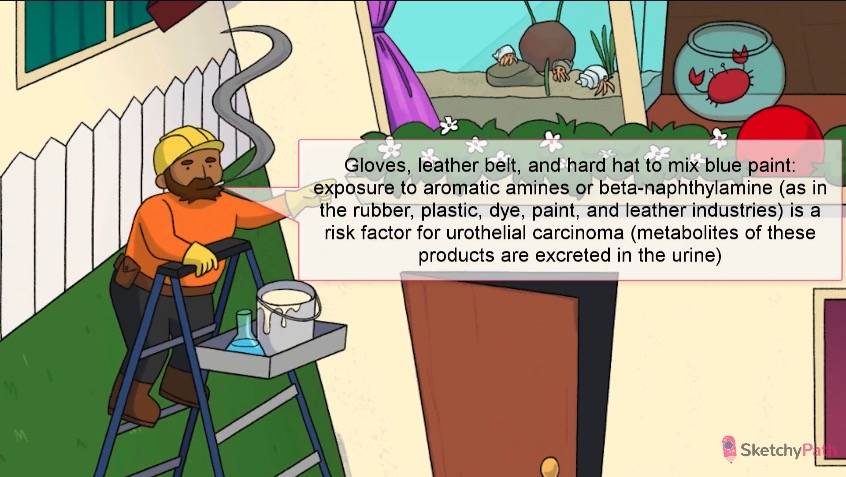 Gloves, leather belt, and hard hat to mix blue paint:
exposure to aromatic amines or beta-naphthylamine (as in
the rubber, plastic, dye, paint, and leather industries) is a
risk factor for urothelial carcinoma (metabolites of these
products are excreted in the urine)
SketchyPath